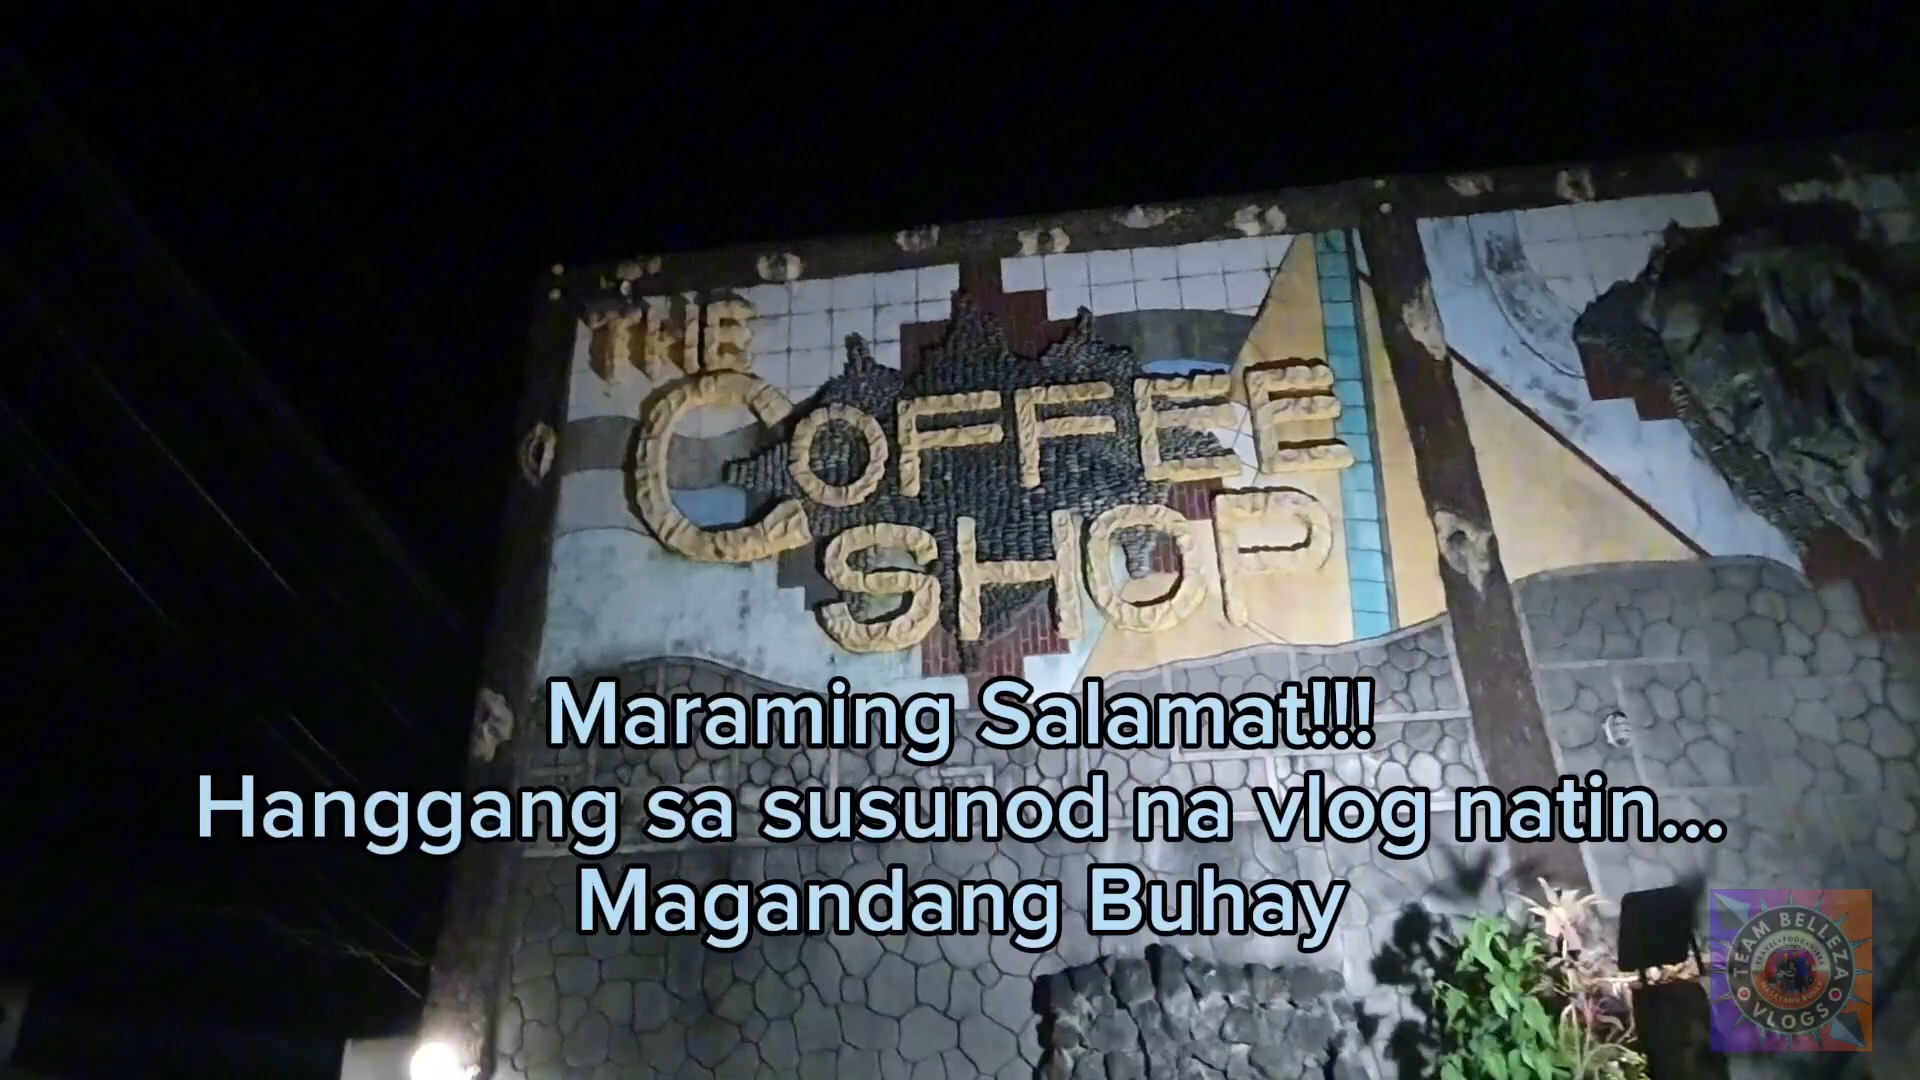 THE
COFFEE
SHOP
Maraming Salamat!!!
Hanggang sa susunod na vlog natin...
Magandang Buhay
TEAM BELLEZA
VLOGS